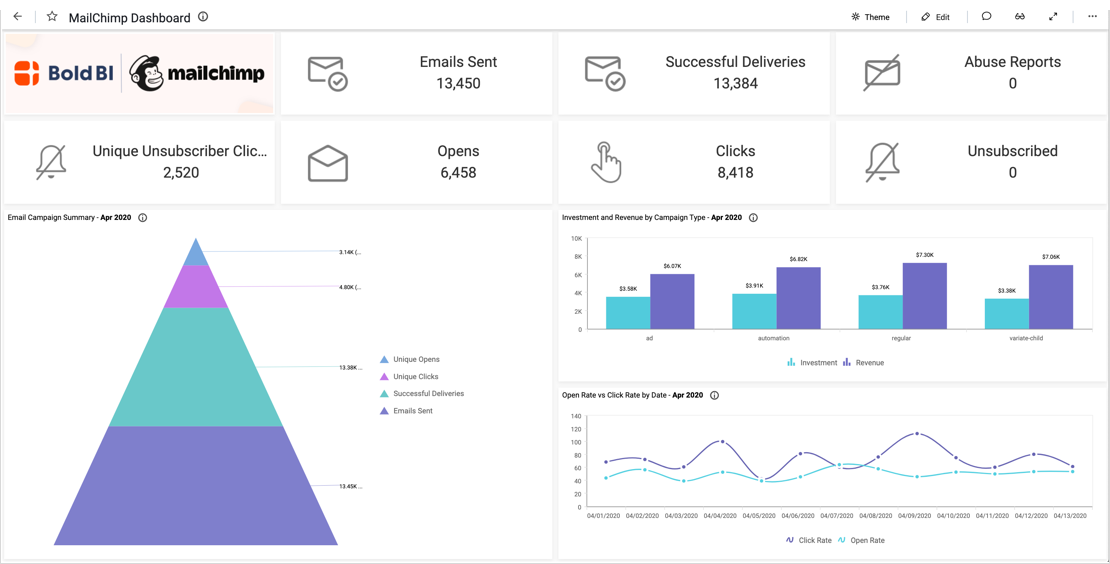 MailChimp Dashboard
Theme
Edit
Bold BI
mailchimp
Emails Sent
13,450
Successful Deliveries
13,384
Abuse Reports
0
Unique Unsubscriber Clic...
2,520
Opens
6,458
Clicks
8,418
Unsubscribed
0
Email Campaign Summary - Apr 2020
3.14K (...
4.80K (...
13.38K ...
13.45K ...
Unique Opens
Unique Clicks
Successful Deliveries
Emails Sent
Investment and Revenue by Campaign Type - Apr 2020
10K
8K
6K
4K
2K
0
$3.58K
$6.07K
$3.91K
$6.82K
$3.76K
$7.30K
$3.38K
$7.06K
ad
automation
regular
variate-child
Investment
Revenue
Open Rate vs Click Rate by Date - Apr 2020
140
120
100
80
60
40
20
0
04/01/2020
04/02/2020
04/03/2020
04/04/2020
04/05/2020
04/06/2020
04/07/2020
04/08/2020
04/09/2020
04/10/2020
04/11/2020
04/12/2020
04/13/2020
Click Rate
Open Rate